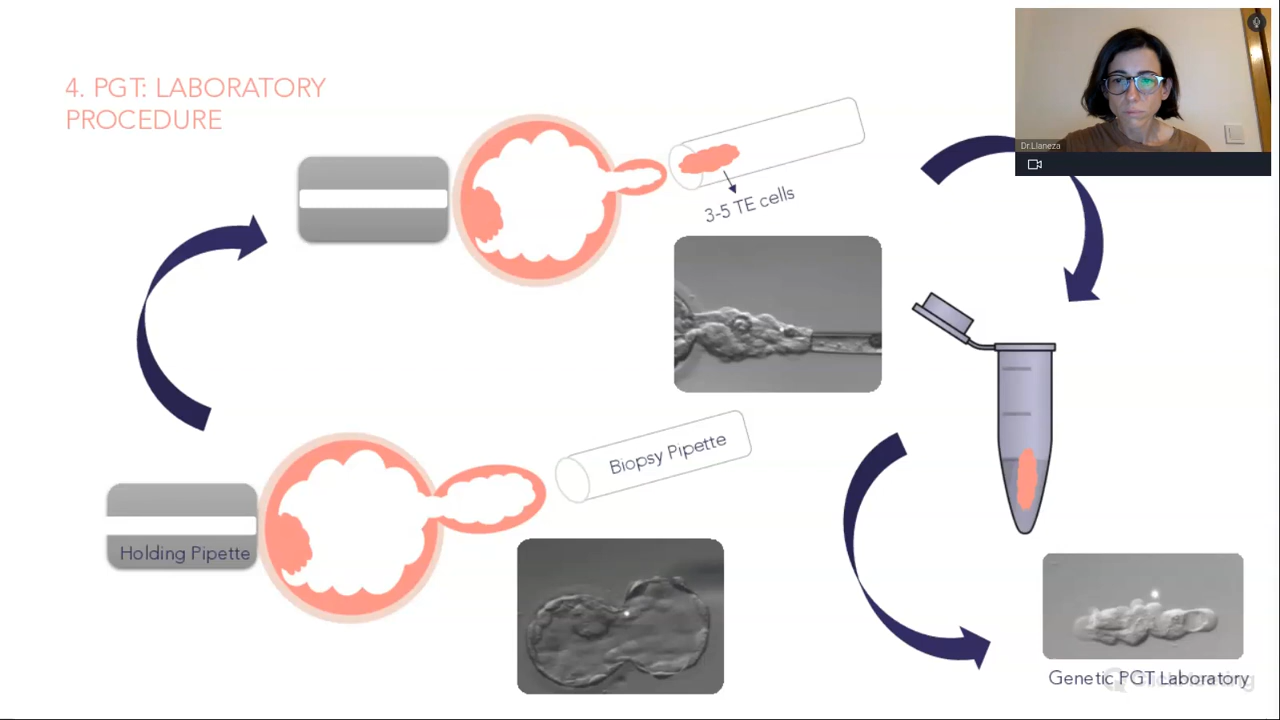 4. PGT: LABORATORY
PROCEDURE
Dr.Llaneza
3-5 TE cells
Biopsy Pipette
Holding Pipette
Genetic PGT Laboratory